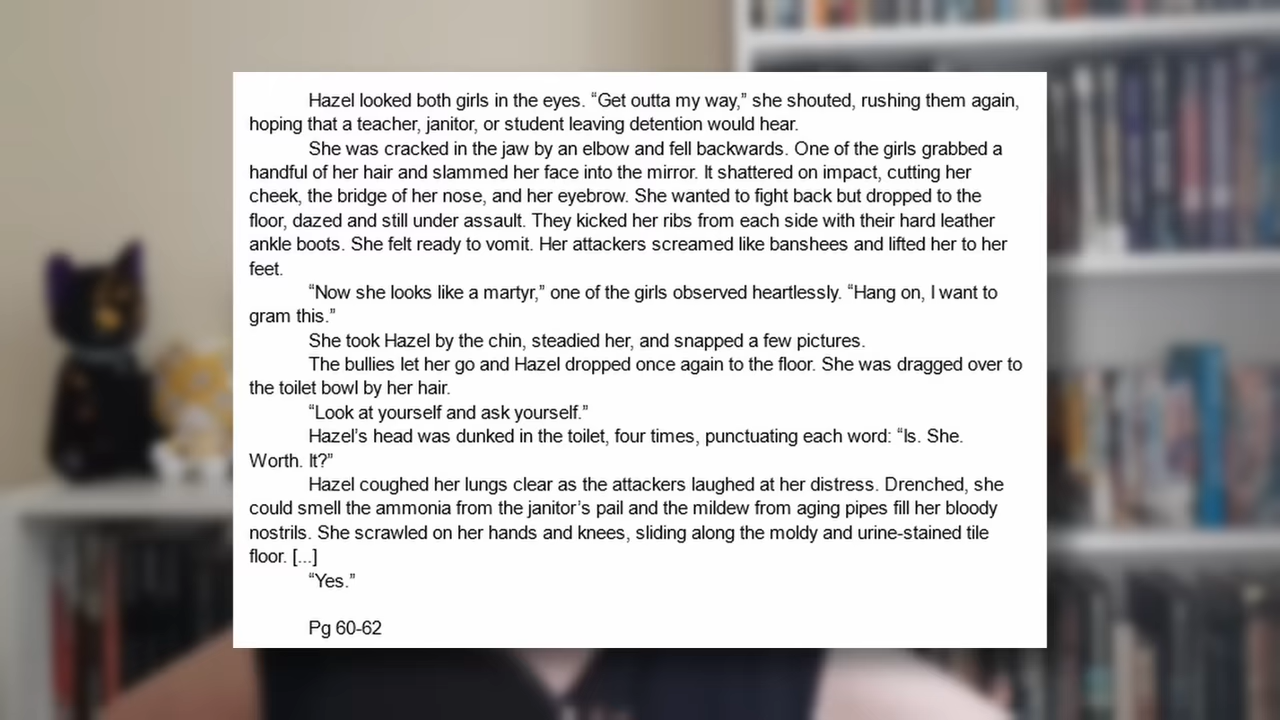 Hazel looked both girls in the eyes. “Get outta my way,” she shouted, rushing them again,
hoping that a teacher, janitor, or student leaving detention would hear.
She was cracked in the jaw by an elbow and fell backwards. One of the girls grabbed a
handful of her hair and slammed her face into the mirror. It shattered on impact, cutting her
cheek, the bridge of her nose, and her eyebrow. She wanted to fight back but dropped to the
floor, dazed and still under assault. They kicked her ribs from each side with their hard leather
ankle boots. She felt ready to vomit. Her attackers screamed like banshees and lifted her to her
feet.
“Now she looks like a martyr,” one of the girls observed heartlessly. “Hang on, I want to
gram this.”
She took Hazel by the chin, steadied her, and snapped a few pictures.
The bullies let her go and Hazel dropped once again to the floor. She was dragged over to
the toilet bowl by her hair.
“Look at yourself and ask yourself.”
Hazel’s head was dunked in the toilet, four times, punctuating each word: “Is. She.
Worth. It?”
Hazel coughed her lungs clear as the attackers laughed at her distress. Drenched, she
could smell the ammonia from the janitor’s pail and the mildew from aging pipes fill her bloody
nostrils. She scrawled on her hands and knees, sliding along the moldy and urine-stained tile
floor. [...]
“Yes.”
Pg 60-62